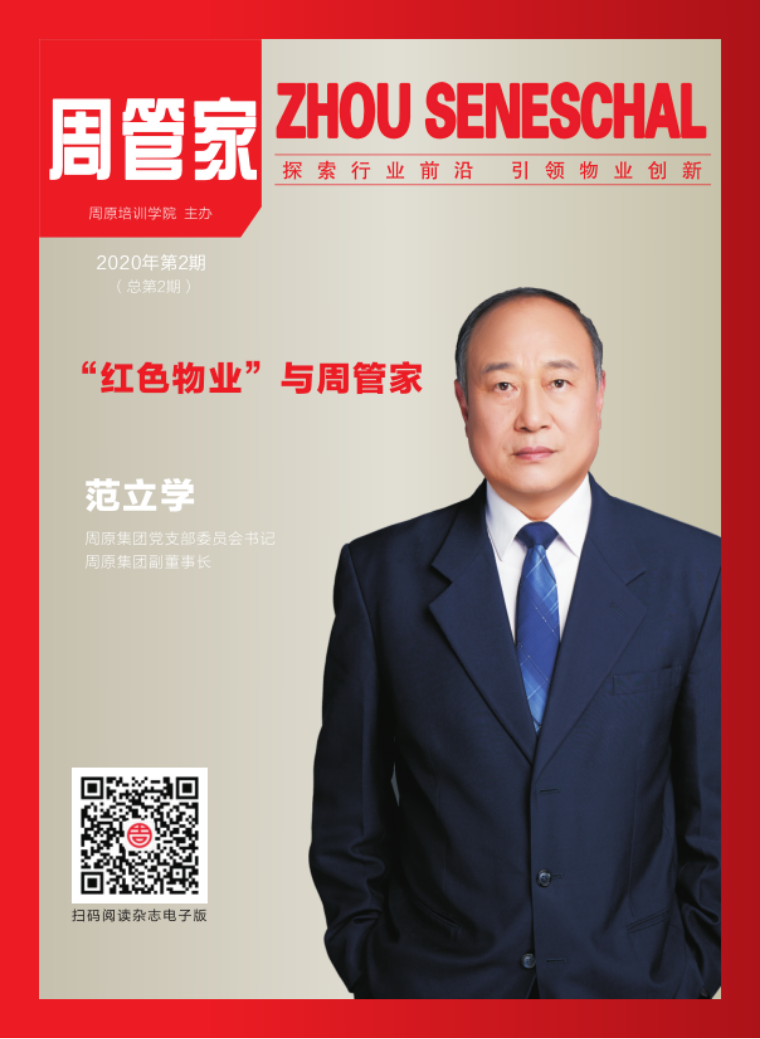 周管家
ZHOU SENESCHAL
探索行业前沿 引领物业创新
周原培训学院 主办
2020年第2期
（总第2期）
“红色物业”与周管家
范立学
周原集团党支部委员会书记
周原集团副董事长
扫码阅读杂志电子版